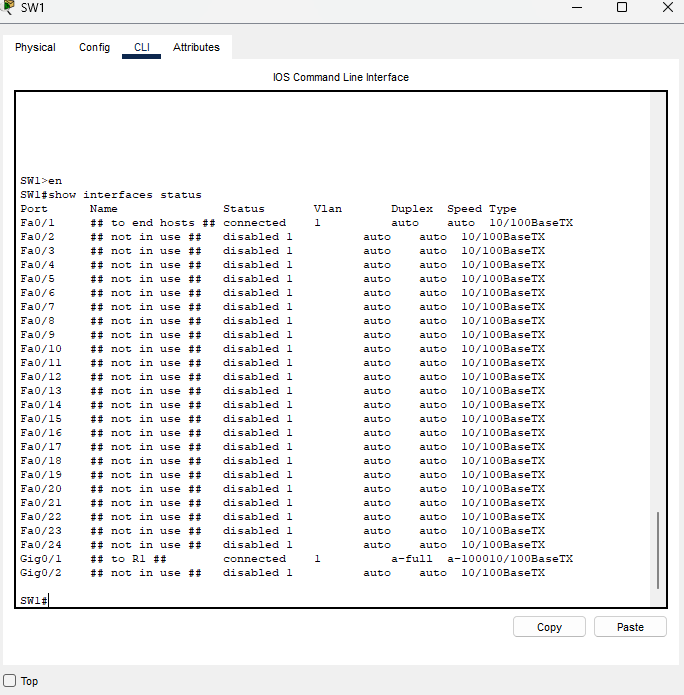 SW1
Physical Config CLI Attributes
IOS Command Line Interface
SW1>en
SW1#show interfaces status
Port Name Status Vlan Duplex Speed Type
Fa0/1 ## to end hosts ## connected 1 auto auto 10/100BaseTX
Fa0/2 ## not in use ## disabled 1 auto auto 10/100BaseTX
Fa0/3 ## not in use ## disabled 1 auto auto 10/100BaseTX
Fa0/4 ## not in use ## disabled 1 auto auto 10/100BaseTX
Fa0/5 ## not in use ## disabled 1 auto auto 10/100BaseTX
Fa0/6 ## not in use ## disabled 1 auto auto 10/100BaseTX
Fa0/7 ## not in use ## disabled 1 auto auto 10/100BaseTX
Fa0/8 ## not in use ## disabled 1 auto auto 10/100BaseTX
Fa0/9 ## not in use ## disabled 1 auto auto 10/100BaseTX
Fa0/10 ## not in use ## disabled 1 auto auto 10/100BaseTX
Fa0/11 ## not in use ## disabled 1 auto auto 10/100BaseTX
Fa0/12 ## not in use ## disabled 1 auto auto 10/100BaseTX
Fa0/13 ## not in use ## disabled 1 auto auto 10/100BaseTX
Fa0/14 ## not in use ## disabled 1 auto auto 10/100BaseTX
Fa0/15 ## not in use ## disabled 1 auto auto 10/100BaseTX
Fa0/16 ## not in use ## disabled 1 auto auto 10/100BaseTX
Fa0/17 ## not in use ## disabled 1 auto auto 10/100BaseTX
Fa0/18 ## not in use ## disabled 1 auto auto 10/100BaseTX
Fa0/19 ## not in use ## disabled 1 auto auto 10/100BaseTX
Fa0/20 ## not in use ## disabled 1 auto auto 10/100BaseTX
Fa0/21 ## not in use ## disabled 1 auto auto 10/100BaseTX
Fa0/22 ## not in use ## disabled 1 auto auto 10/100BaseTX
Fa0/23 ## not in use ## disabled 1 auto auto 10/100BaseTX
Fa0/24 ## not in use ## disabled 1 auto auto 10/100BaseTX
Gig0/1 ## to R1 ## connected 1 a-full a-100010/100BaseTX
Gig0/2 ## not in use ## disabled 1 auto auto 10/100BaseTX
SW1#
Copy Paste
Top